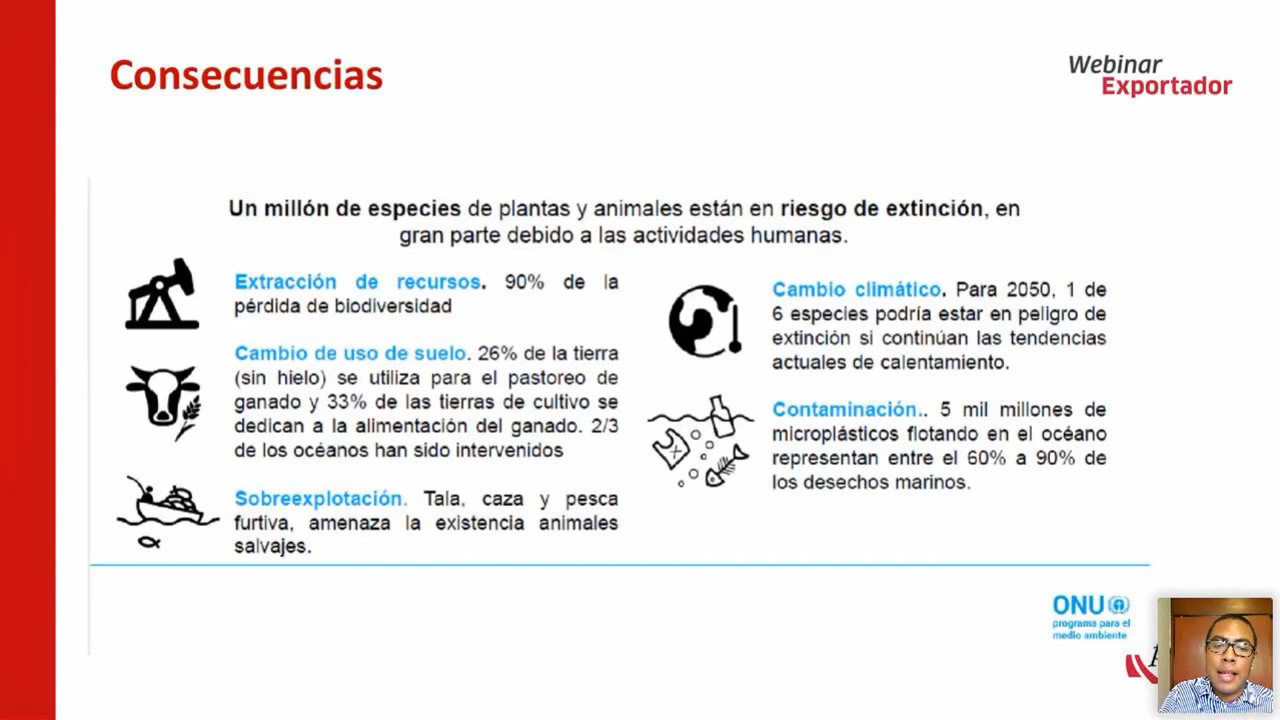 Consecuencias
Webinar
Exportador
Un millón de especies de plantas y animales están en riesgo de extinción, en
gran parte debido a las actividades humanas.
Extracción de recursos. 90% de la
pérdida de biodiversidad
Cambio de uso de suelo. 26% de la tierra
(sin hielo) se utiliza para el pastoreo de
ganado y 33% de las tierras de cultivo se
dedican a la alimentación del ganado. 2/3
de los océanos han sido intervenidos
Sobreexplotación. Tala, caza y pesca
furtiva, amenaza la existencia animales
salvajes.
Cambio climático. Para 2050, 1 de
6 especies podría estar en peligro de
extinción si continúan las tendencias
actuales de calentamiento.
Contaminación.. 5 mil millones de
microplásticos flotando en el océano
representan entre el 60% a 90% de
los desechos marinos.
ONU
programa para el
medio ambiente